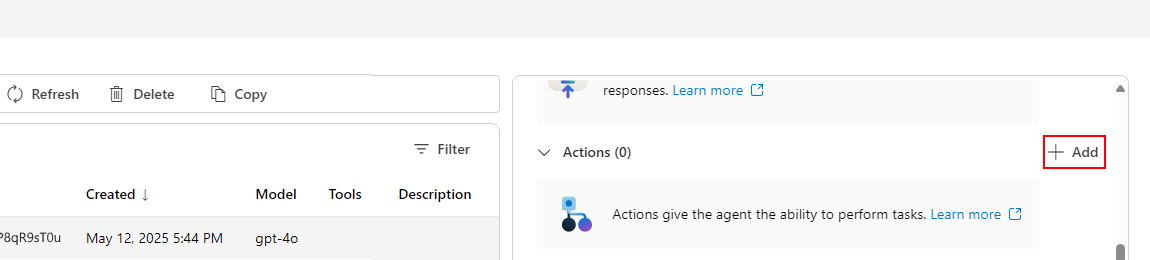 Refresh Delete Copy
Filter
Created ↓ Model Tools Description
P8qR9sT0u May 12, 2025 5:44 PM gpt-4o
responses. Learn more
Actions (0) + Add
Actions give the agent the ability to perform tasks. Learn more